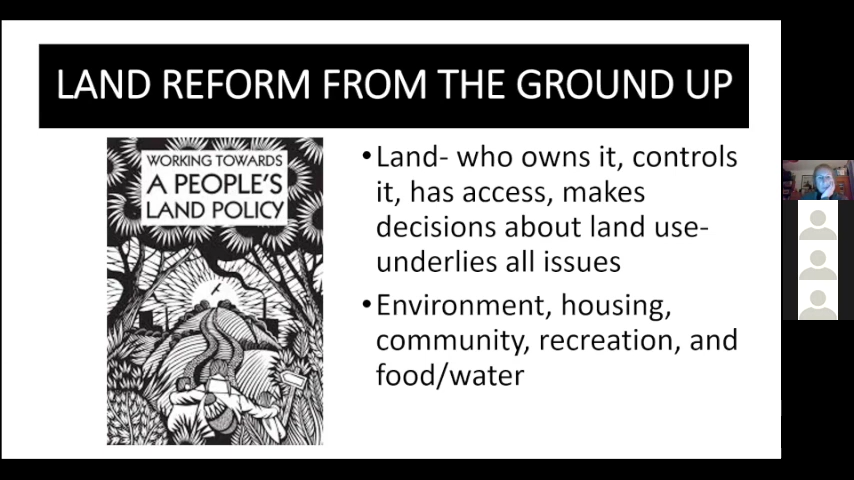 LAND REFORM FROM THE GROUND UP
WORKING TOWARDS
A PEOPLE'S
LAND POLICY
•Land- who owns it, controls
it, has access, makes
decisions about land use-
underlies all issues
•Environment, housing,
community, recreation, and
food/water